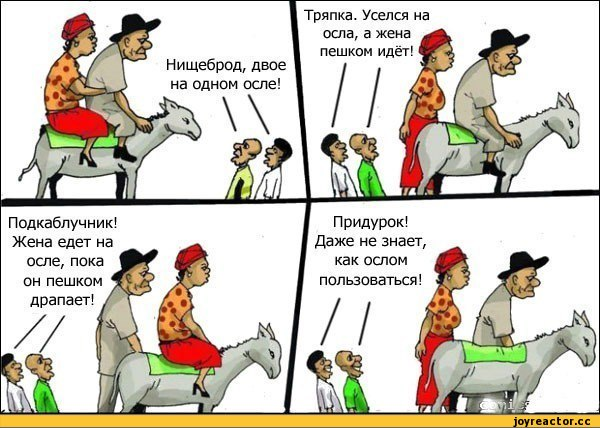 Нищеброд, двое
на одном осле!
Тряпка. Уселся на
осла, а жена
пешком идёт!
Подкаблучник!
Жена едет на
осле, пока
он пешком
драпает!
Придурок!
Даже не знает,
как ослом
пользоваться!
joyreactor.cc